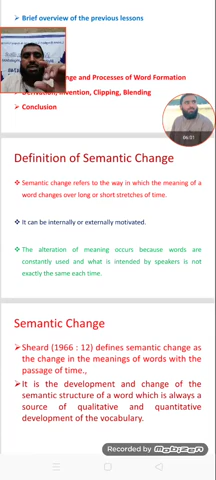 Brief overview of the previous lessons
nge and Processes of Word Formation
Derivation, Invention, Clipping, Blending
Conclusion
Definition of Semantic Change
Semantic change refers to the way in which the meaning of a
word changes over long or short stretches of time.
It can be internally or externally motivated.
The alteration of meaning occurs because words are
constantly used and what is intended by speakers is not
exactly the same each time.
Semantic Change
Sheard (1966 : 12) defines semantic change as
the change in the meanings of words with the
passage of time.,
It is the development and change of the
semantic structure of a word which is always a
source of qualitative and quantitative
development of the vocabulary.
Recorded by Mobizen